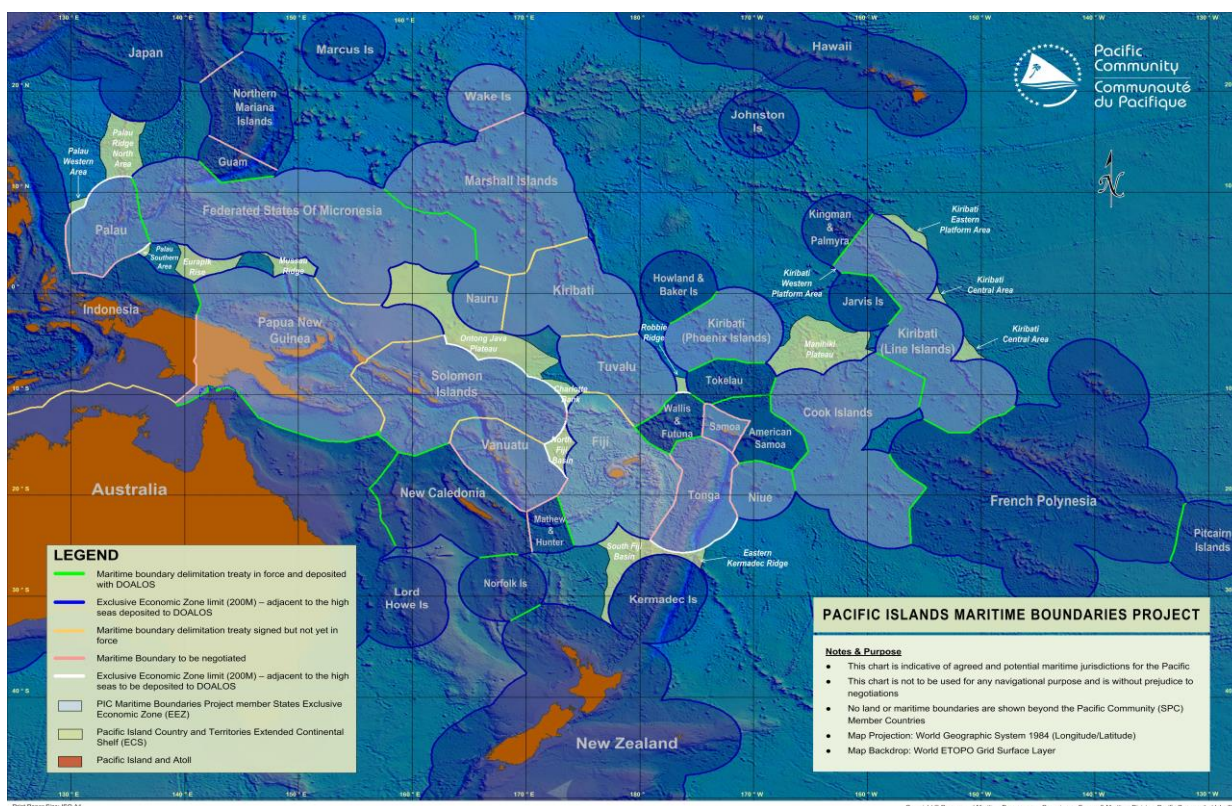 130° E
140° E
150° E
160° E
170° E
180°
170° W
160° W
150° W
140° W
130° W
Japan
Marcus Is
Hawaii
Pacific
Community
Communauté
du Pacifique
N
20° N
Northern
Mariana
Islands
Wake Is
Johnston
Is
Palau
Ridge
North
Area
Palau
Western
Area
Guam
10° N
Marshall Islands
Federated States Of Micronesia
Palau
Kingman
&
Palmyra
Kiribati
Eastern
Platform Area
Palau
Southern
Area
Eurapik
Rise
Mussau
Ridge
Howland &
Baker Is
Kiribati
Western
Platform Area
Kiribati
Central Area
0°
Indonesia
Nauru
Kiribati
Jarvis Is
Papua New
Guinea
Robbie
Ridge
Kiribati
(Phoenix Islands)
Kiribati
(Line Islands)
Kiribati
Central Area
Ontong Java
Plateau
Manihiki
Plateau
Tuvalu
Solomon
Islands
Tokelau
10° S
Charlotte
Bank
Wallis
&
Futuna
Samoa
American
Samoa
Cook Islands
Vanuatu
North
Fiji
Basin
Fiji
Australia
New Caledonia
Tonga
Niue
French Polynesia
20° S
Mathew
&
Hunter
Pitcairn
Islands
South Fiji
Basin
Eastern
Kermadec Ridge
Lord
Howe Is
Norfolk Is
Kermadec Is
30° S
40° S
New Zealand
LEGEND
Maritime boundary delimitation treaty in force and deposited
with DOALOS
Exclusive Economic Zone limit (200M) – adjacent to the high
seas deposited to DOALOS
Maritime boundary delimitation treaty signed but not yet in
force
Maritime Boundary to be negotiated
Exclusive Economic Zone limit (200M) – adjacent to the high
seas to be deposited to DOALOS
PIC Maritime Boundaries Project member States Exclusive
Economic Zone (EEZ)
Pacific Island Country and Territories Extended Continental
Shelf (ECS)
Pacific Island and Atoll
PACIFIC ISLANDS MARITIME BOUNDARIES PROJECT
Notes & Purpose
• This chart is indicative of agreed and potential maritime jurisdictions for the Pacific
• This chart is not to be used for any navigational purpose and is without prejudice to
negotiations
• No land or maritime boundaries are shown beyond the Pacific Community (SPC)
Member Countries
• Map Projection: World Geographic System 1984 (Longitude/Latitude)
• Map Backdrop: World ETOPO Grid Surface Layer